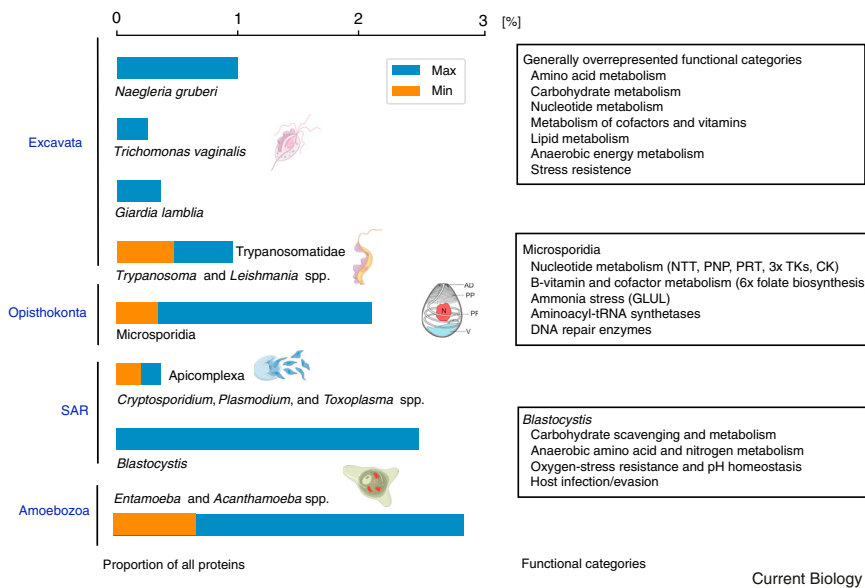 0 1 2 3 [%]
Max
Min
Naegleria gruberi
Trichomonas vaginalis
Excavata
Giardia lamblia
Trypanosomatidae
Trypanosoma and Leishmania spp.
Opisthokonta
Microsporidia
AD
PP
N
PF
V
Apicomplexa
Cryptosporidium, Plasmodium, and Toxoplasma spp.
SAR
Blastocystis
Entamoeba and Acanthamoeba spp.
Amoebozoa
Proportion of all proteins
Generally overrepresented functional categories
Amino acid metabolism
Carbohydrate metabolism
Nucleotide metabolism
Metabolism of cofactors and vitamins
Lipid metabolism
Anaerobic energy metabolism
Stress resistence
Microsporidia
Nucleotide metabolism (NTT, PNP, PRT, 3x TKs, CK)
B-vitamin and cofactor metabolism (6x folate biosynthesis
Ammonia stress (GLUL)
Aminoacyl-tRNA synthetases
DNA repair enzymes
Blastocystis
Carbohydrate scavenging and metabolism
Anaerobic amino acid and nitrogen metabolism
Oxygen-stress resistance and pH homeostasis
Host infection/evasion
Functional categories
Current Biology